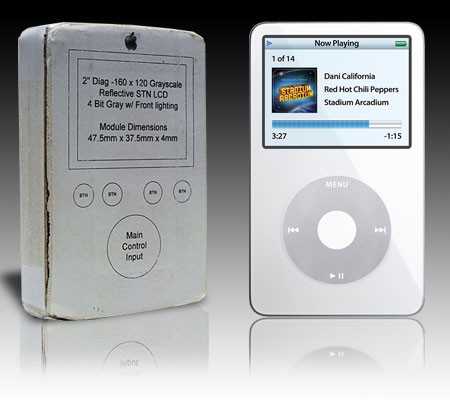 2" Diag -160 x 120 Grayscale
Reflective STN LCD
4 Bit Gray w/ Front lighting
Module Dimensions
47.5mm x 37.5mm x 4mm
BTN BTN BTN BTN
Main
Control
Input
Now Playing
1 of 14
STADIUM
ARCADIUM
Dani California
Red Hot Chili Peppers
Stadium Arcadium
3:27 -1:15
MENU